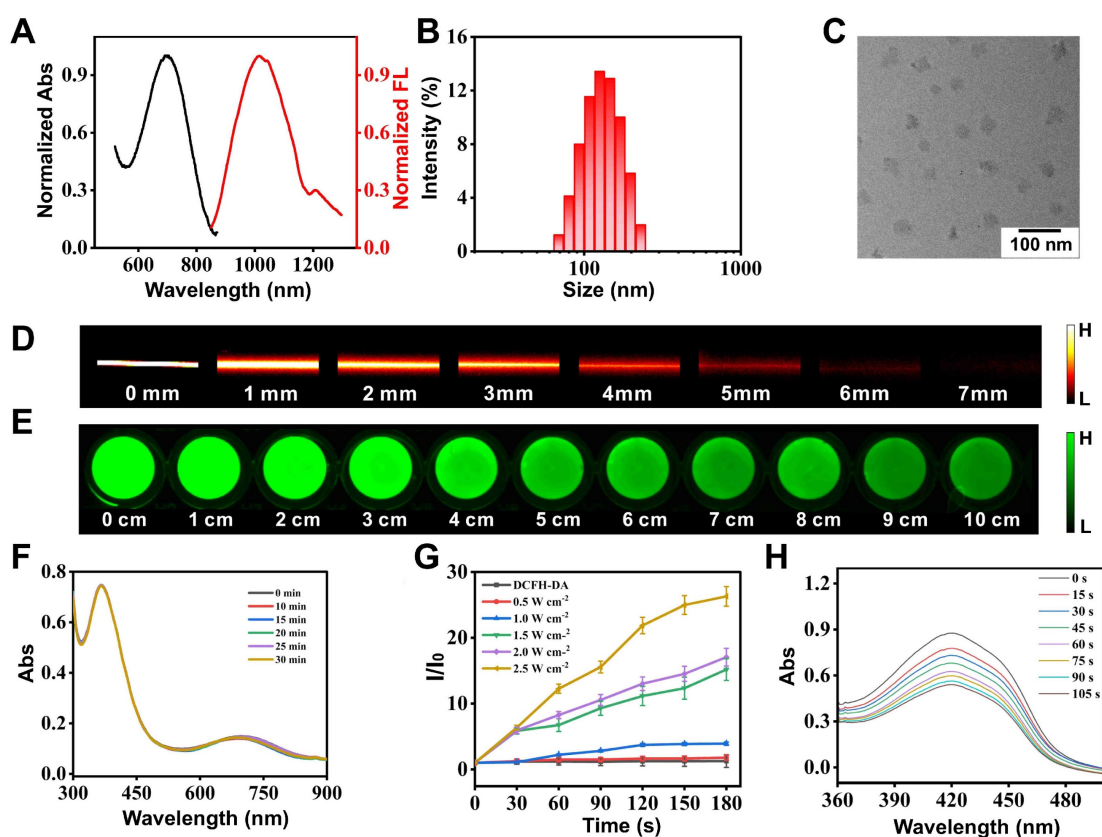 A
Normalized Abs
0.9
0.6
0.3
0.0
600 800 1000 1200
Wavelength (nm)
0.9
0.6
0.3
0.0
Normalized FL
B
Intensity (%)
16
12
8
4
0
100 1000
Size (nm)
C
100 nm
D
0 mm 1 mm 2 mm 3mm 4mm 5mm 6mm 7mm
H
L
E
0 cm 1 cm 2 cm 3 cm 4 cm 5 cm 6 cm 7 cm 8 cm 9 cm 10 cm
H
L
F
Abs
0.8
0.6
0.4
0.2
0.0
300 450 600 750 900
Wavelength (nm)
0 min
10 min
15 min
20 min
25 min
30 min
G
I/I0
30
20
10
0
0 30 60 90 120 150 180
Time (s)
DCFH-DA
0.5 W cm-2
1.0 W cm-2
1.5 W cm-2
2.0 W cm-2
2.5 W cm-2
H
Abs
1.2
0.9
0.6
0.3
0.0
360 390 420 450 480
Wavelength (nm)
0 s
15 s
30 s
45 s
60 s
75 s
90 s
105 s